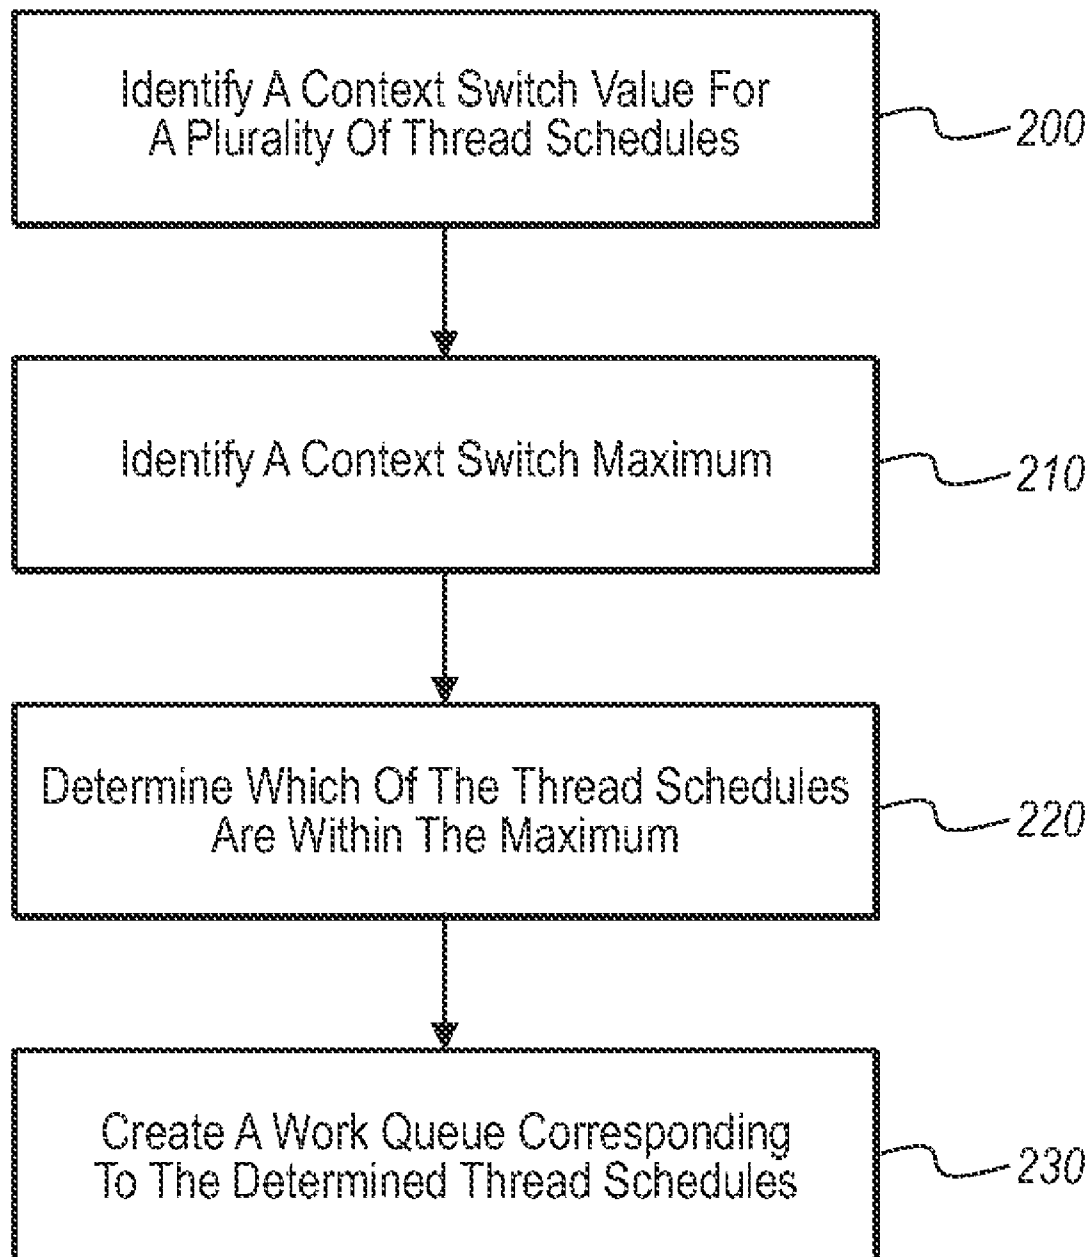 Identify A Context Switch Value For
A Plurality Of Thread Schedules
200
Identify A Context Switch Maximum
210
Determine Which Of The Thread Schedules
Are Within The Maximum
220
Create A Work Queue Corresponding
To The Determined Thread Schedules
230